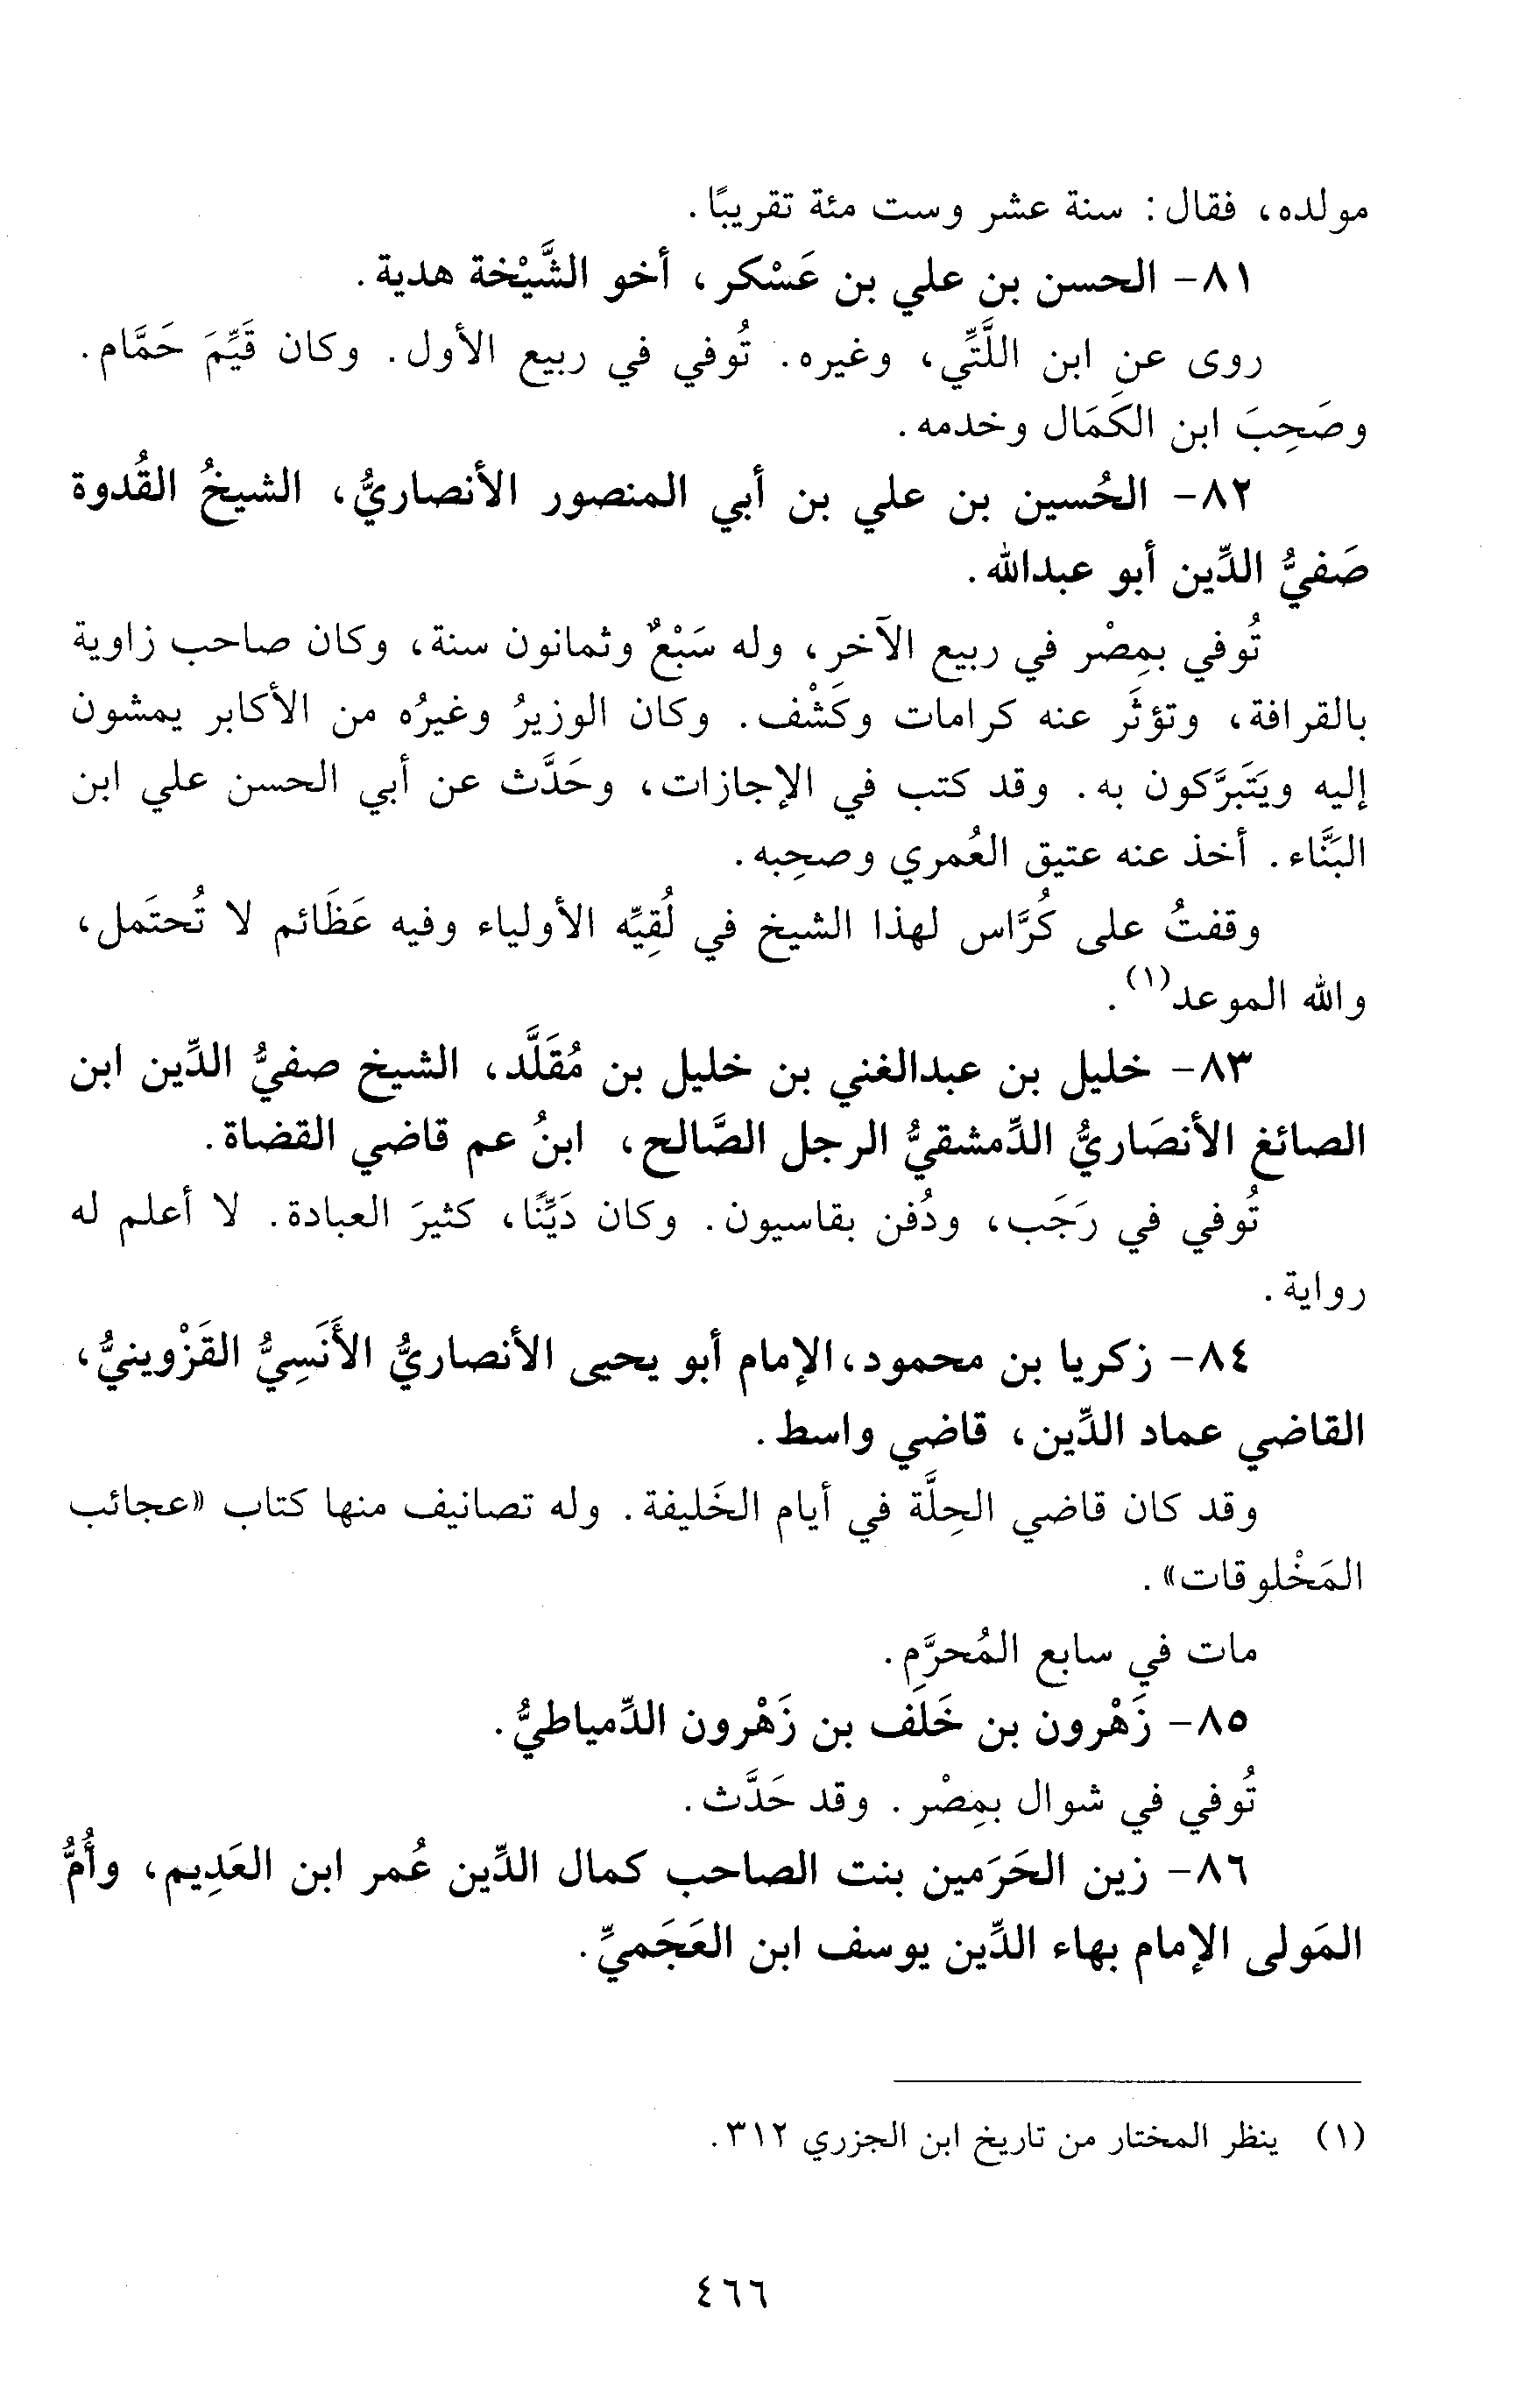 مولده، فقال: سنة عشر وست مئة تقريبًا.
٨١- الحسن بن علي بن عَسْكر، أخو الشَّيْخة هدية.
روى عن ابن اللَّتِّي، وغيره. تُوفي في ربيع الأول. وكان قَيِّمَ حَمَّام.
وصَحِبَ ابن الكَمَال وخدمه.
٨٢- الحُسين بن علي بن أبي المنصور الأنصاريُّ، الشيخُ القُدوة
صَفيُّ الدِّين أبو عبدالله.
تُوفي بمِصْر في ربيع الآخر، وله سَبْعٌ وثمانون سنة، وكان صاحب زاوية
بالقرافة، وتؤثَر عنه كرامات وكَشْف. وكان الوزيرُ وغيرُه من الأكابر يمشون
إليه ويَتَبرَّكون به. وقد كتب في الإجازات، وحَدَّث عن أبي الحسن علي ابن
البَنَّاء. أخذ عنه عتيق العُمري وصحِبه.
وقفتُ على كُرَّاس لهذا الشيخ في لُقِيِّه الأولياء وفيه عَظَائم لا تُحتَمل،
والله الموعد(١).
٨٣- خليل بن عبدالغني بن خليل بن مُقَلَّد، الشيخ صفيُّ الدِّين ابن
الصائغ الأنصَاريُّ الدِّمشقيُّ الرجل الصَّالح، ابنُ عم قاضي القضاة.
تُوفي في رَجَب، ودُفن بقاسيون. وكان دَيِّنًا، كثيرَ العبادة. لا أعلم له
رواية.
٨٤- زكريا بن محمود، الإمام أبو يحيى الأنصاريُّ الأَنَسِيُّ القَزْوينيُّ،
القاضي عماد الدِّين، قاضي واسط.
وقد كان قاضي الحِلَّة في أيام الخَليفة. وله تصانيف منها كتاب «عجائب
المَخْلوقات».
مات في سابع المُحرَّم.
٨٥- زَهْرون بن خَلَف بن زَهْرون الدِّمياطيُّ.
تُوفي في شوال بمِصْر. وقد حَدَّث.
٨٦- زين الحَرَمين بنت الصاحب كمال الدِّين عُمر ابن العَدِيم، وأُمُّ
المَولى الإمام بهاء الدِّين يوسف ابن العَجَميِّ.
(١) ينظر المختار من تاريخ ابن الجزري ٣١٢.
٤٦٦